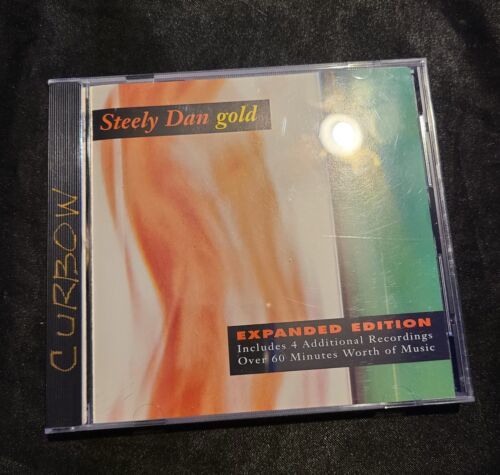 Steely Dan gold
CURBOW
EXPANDED EDITION
Includes 4 Additional Recordings
Over 60 Minutes Worth of Music